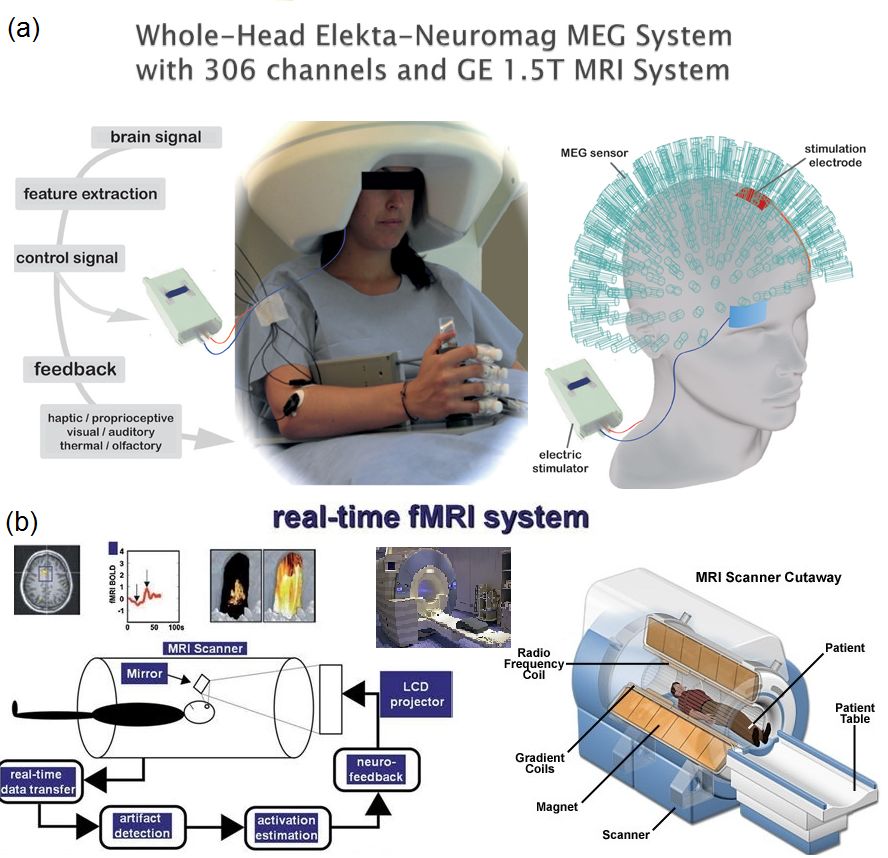 (a)
Whole-Head Elekta-Neuromag MEG System
with 306 channels and GE 1.5T MRI System
brain signal
feature extraction
control signal
feedback
haptic / proprioceptive
visual / auditory
thermal / olfactory
MEG sensor
stimulation
electrode
electric
stimulator
(b)
real-time fMRI system
fMRI BOLD
4
3
2
1
0
-1
0
50
100s
MRI Scanner
Mirror
LCD
projector
real-time
data transfer
artifact
detection
activation
estimation
neuro-
feedback
MRI Scanner Cutaway
Radio
Frequency
Coil
Patient
Patient
Table
Gradient
Coils
Magnet
Scanner